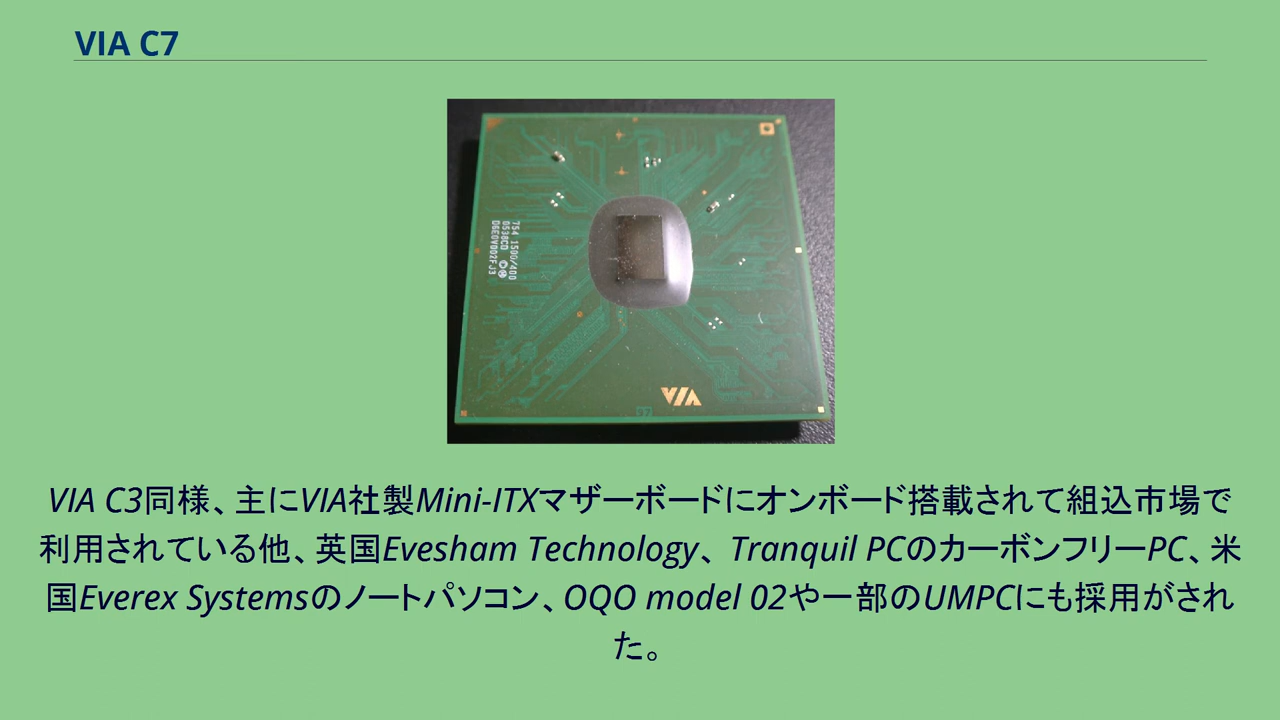 VIA C7
754 1500/400
0536CD
VIA
VIA C3同様、主にVIA社製Mini-ITXマザーボードにオンボード搭載されて組込市場で
利用されている他、英国Evesham Technology、Tranquil PCのカーボンフリーPC、米
国Everex Systemsのノートパソコン、OQO model 02や一部のUMPCにも採用がされ
た。